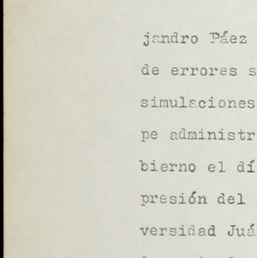 jandro Páez
de errores s
simulaciones
pe administr
bierno el dí
presión del
versidad Juá